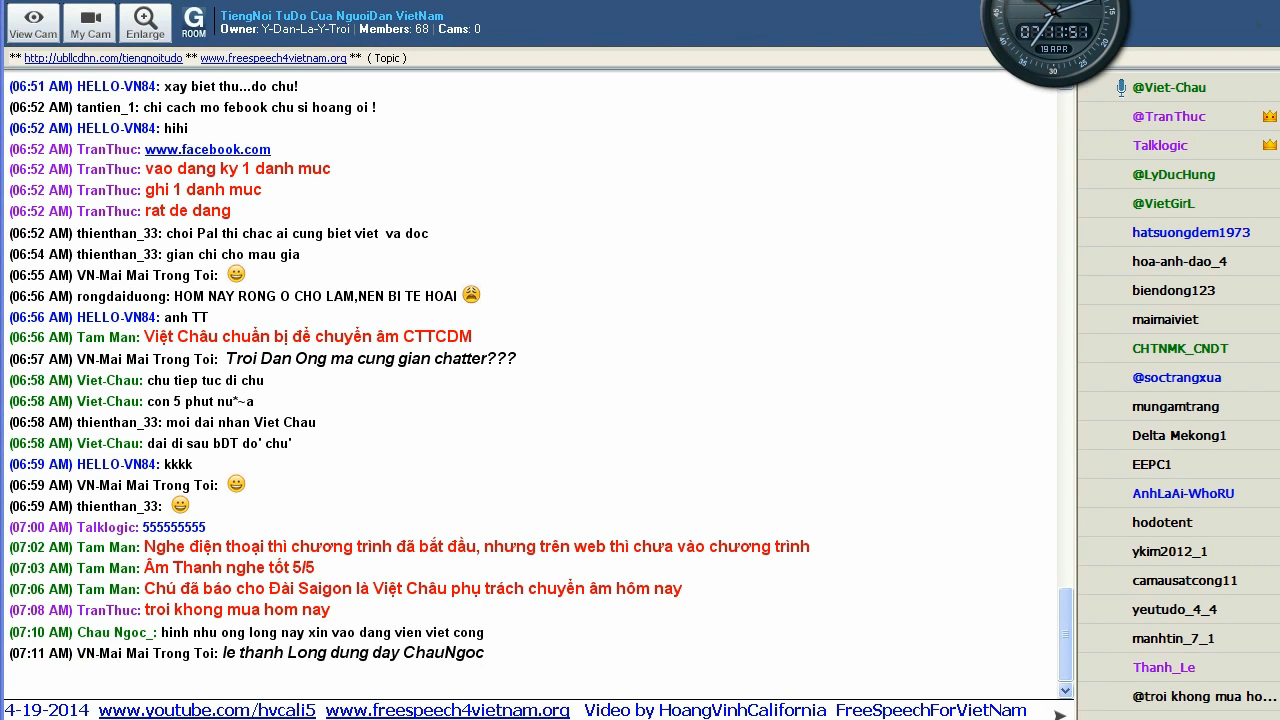 View Cam
My Cam
Enlarge
G
ROOM
TiengNoi TuDo Cua NguoiDan VietNam
Owner: Y-Dan-La-Y-Troi | Members: 68 | Cams: 0
45
15
40
20
35
30
25
07:11:51
19 APR
** http://ubllcdhn.com/tiengnoitudo ** www.freespeech4vietnam.org ** ( Topic )
(06:51 AM) HELLO-VN84: xay biet thu...do chu!
(06:52 AM) tantien_1: chi cach mo febook chu si hoang oi !
(06:52 AM) HELLO-VN84: hihi
(06:52 AM) TranThuc: www.facebook.com
(06:52 AM) TranThuc: vao dang ky 1 danh muc
(06:52 AM) TranThuc: ghi 1 danh muc
(06:52 AM) TranThuc: rat de dang
(06:52 AM) thienthan_33: choi Pal thi chac ai cung biet viet va doc
(06:54 AM) thienthan_33: gian chi cho mau gia
(06:55 AM) VN-Mai Mai Trong Toi:
(06:56 AM) rongdaiduong: HOM NAY RONG O CHO LAM,NEN BI TE HOAI
(06:56 AM) HELLO-VN84: anh TT
(06:56 AM) Tam Man: Việt Châu chuẩn bị để chuyển âm CTTCDM
(06:57 AM) VN-Mai Mai Trong Toi: Troi Dan Ong ma cung gian chatter???
(06:58 AM) Viet-Chau: chu tiep tuc di chu
(06:58 AM) Viet-Chau: con 5 phut nu*~a
(06:58 AM) thienthan_33: moi dai nhan Viet Chau
(06:58 AM) Viet-Chau: dai di sau bDT do' chu'
(06:59 AM) HELLO-VN84: kkkk
(06:59 AM) VN-Mai Mai Trong Toi:
(06:59 AM) thienthan_33:
(07:00 AM) Talklogic: 555555555
(07:02 AM) Tam Man: Nghe điện thoại thì chương trình đã bắt đầu, nhưng trên web thì chưa vào chương trình
(07:03 AM) Tam Man: Âm Thanh nghe tốt 5/5
(07:06 AM) Tam Man: Chú đã báo cho Đài Saigon là Việt Châu phụ trách chuyển âm hôm nay
(07:08 AM) TranThuc: troi khong mua hom nay
(07:10 AM) Chau Ngoc_: hinh nhu ong long nay xin vao dang vien viet cong
(07:11 AM) VN-Mai Mai Trong Toi: le thanh Long dung day ChauNgoc
@Viet-Chau
@TranThuc
Talklogic
@LyDucHung
@VietGirL
hatsuongdem1973
hoa-anh-dao_4
biendong123
maimaiviet
CHTNMK_CNDT
@soctrangxua
mungamtrang
Delta Mekong1
EEPC1
AnhLaAi-WhoRU
hodotent
ykim2012_1
camausatcong11
yeutudo_4_4
manhtin_7_1
Thanh_Le
@troi khong mua ho...
4-19-2014 www.youtube.com/hvcali5 www.freespeech4vietnam.org Video by HoangVinhCalifornia FreeSpeechForVietNam